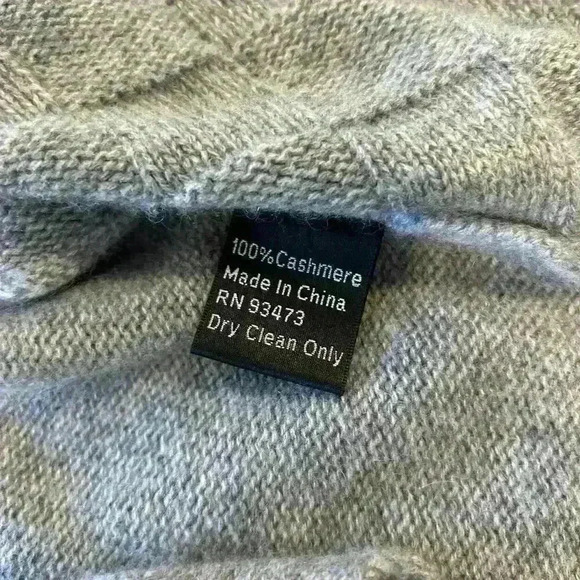 100%Cashmere
Made In China
RN 93473
Dry Clean Only